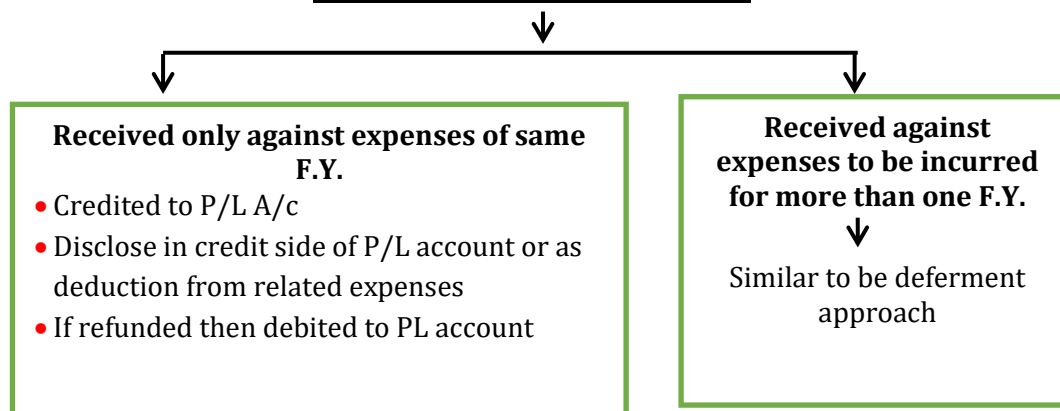 Received only against expenses of same
F.Y.
• Credited to P/L A/c
• Disclose in credit side of P/L account or as
deduction from related expenses
• If refunded then debited to PL account
Received against
expenses to be incurred
for more than one F.Y.
Similar to be deferment
approach